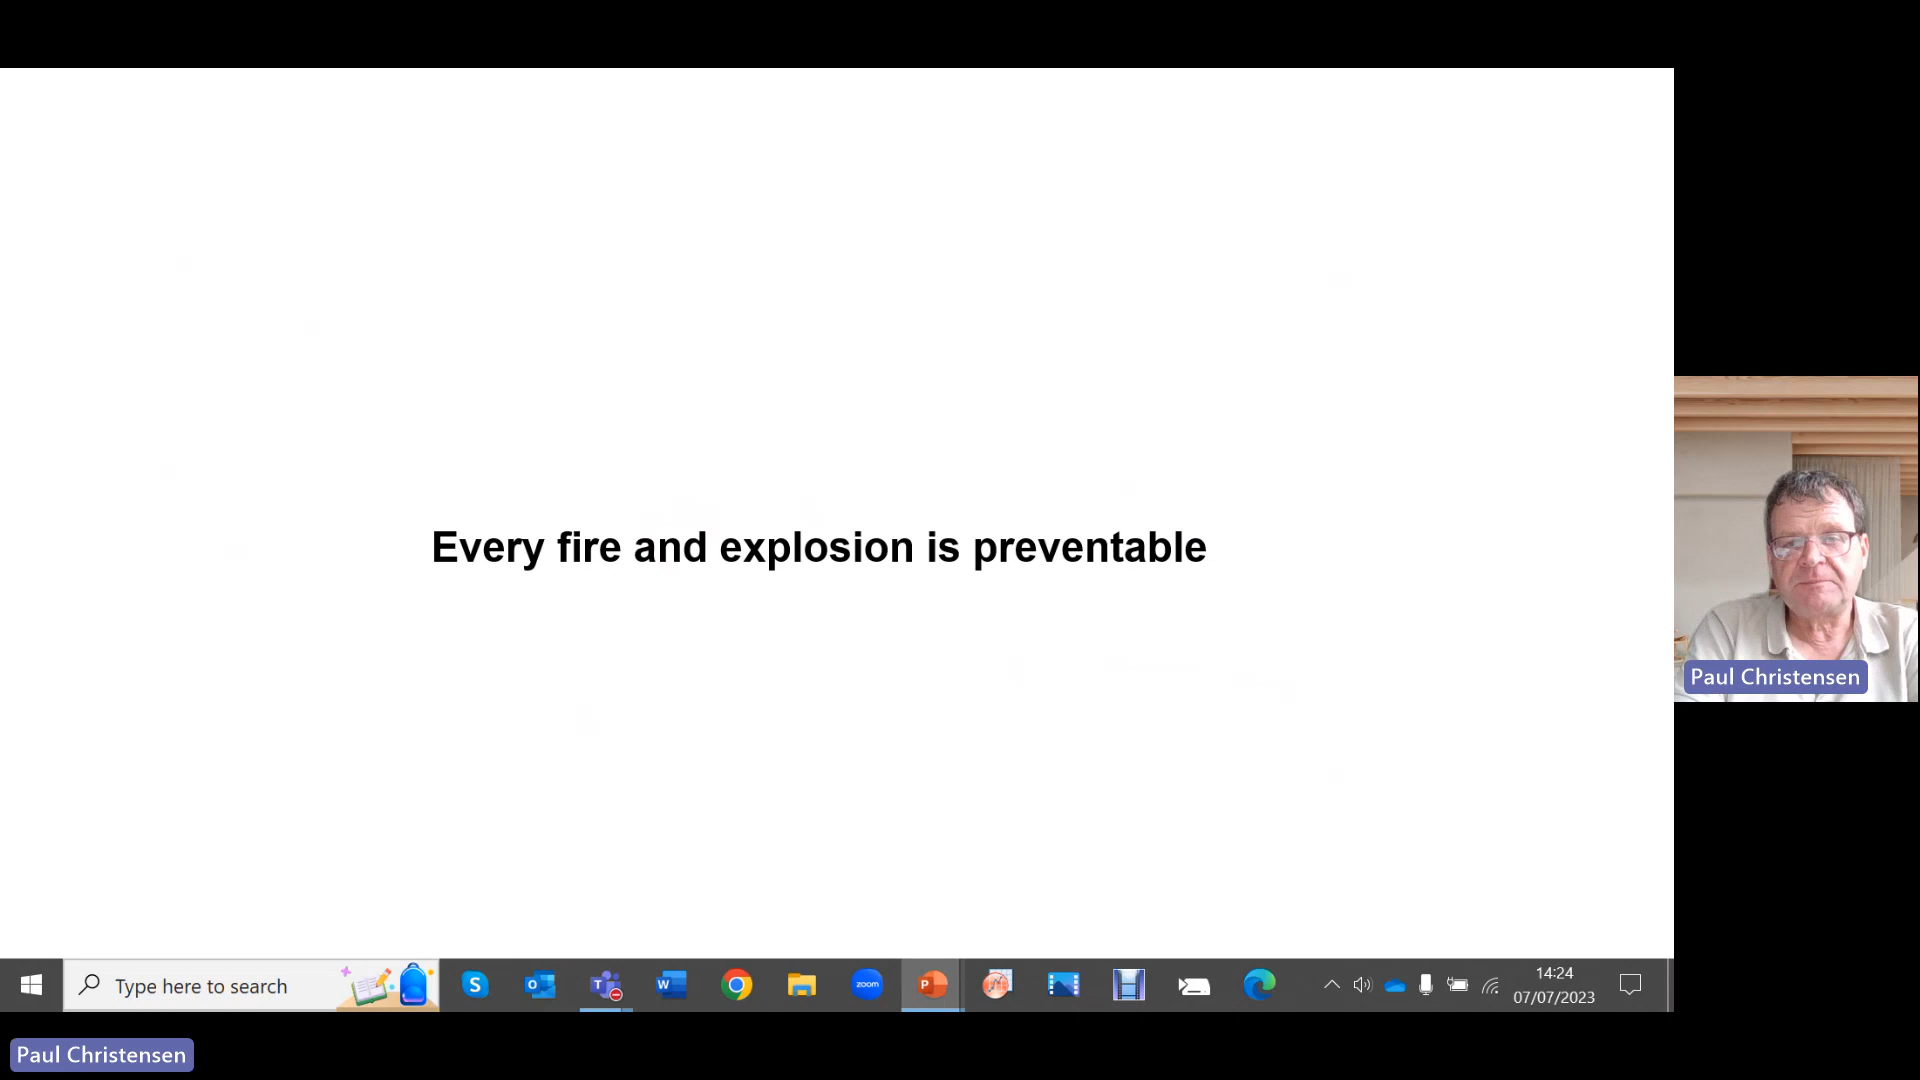 Every fire and explosion is preventable
Paul Christensen
Type here to search
S
O
T
W
zoom
P
14:24
07/07/2023
Paul Christensen